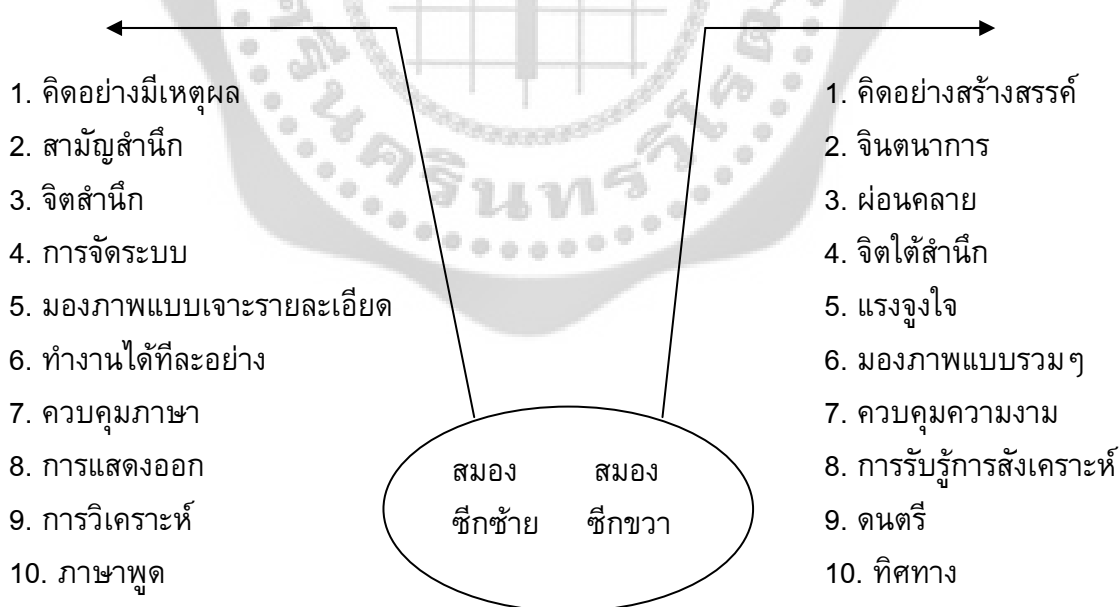 1. คิดอย่างมีเหตุผล
2. สามัญสำนึก
3. จิตสำนึก
4. การจัดระบบ
5. มองภาพแบบเจาะรายละเอียด
6. ทำงานได้ทีละอย่าง
7. ควบคุมภาษา
8. การแสดงออก
9. การวิเคราะห์
10. ภาษาพูด
สมอง สมอง
ซีกซ้าย ซีกขวา
1. คิดอย่างสร้างสรรค์
2. จินตนาการ
3. ผ่อนคลาย
4. จิตใต้สำนึก
5. แรงจูงใจ
6. มองภาพแบบรวมๆ
7. ควบคุมความงาม
8. การรับรู้การสังเคราะห์
9. ดนตรี
10. ทิศทาง